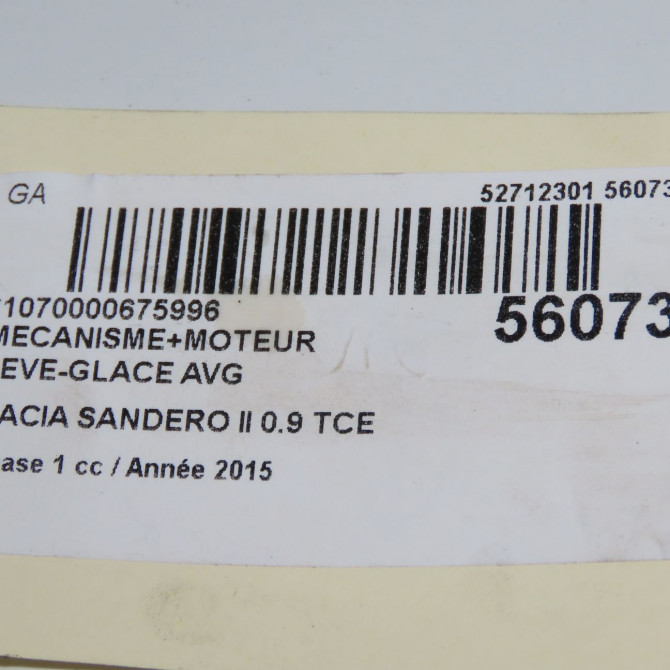 GA 52712301 56073
1070000675996
56073
MECANISME+MOTEUR
EVE-GLACE AVG
ACIA SANDERO II 0.9 TCE
ase 1 cc / Année 2015